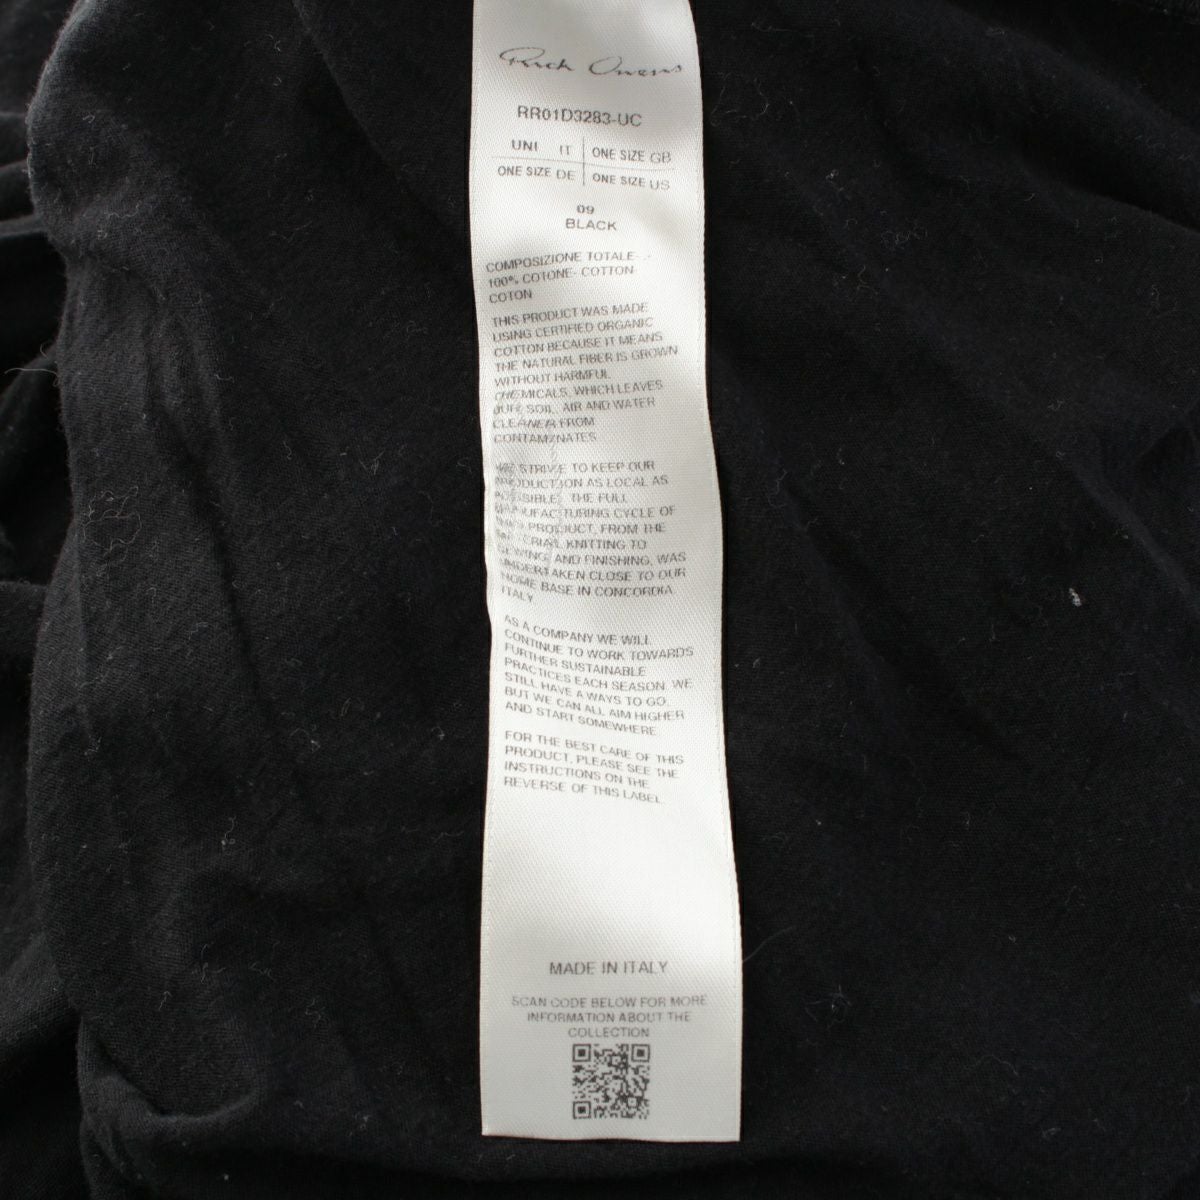 Rick Owens
RR01D3283-UC
UNI IT ONE SIZE GB
ONE SIZE DE ONE SIZE US
09
BLACK
COMPOSIZIONE TOTALE- -
100% COTONE- COTTON-
COTON
THIS PRODUCT WAS MADE
USING CERTIFIED ORGANIC
COTTON BECAUSE IT MEANS
THE NATURAL FIBER IS GROWN
WITHOUT HARMFUL
CHEMICALS, WHICH LEAVES
OUR SOIL, AIR AND WATER
CLEANER FROM
CONTAMINATES
WE STRIVE TO KEEP OUR
PRODUCTION AS LOCAL AS
POSSIBLE. THE FULL
MANUFACTURING CYCLE OF
THIS PRODUCT, FROM THE
MATERIAL KNITTING TO
SEWING AND FINISHING, WAS
UNDERTAKEN CLOSE TO OUR
HOME BASE IN CONCORDIA
ITALY
AS A COMPANY WE WILL
CONTINUE TO WORK TOWARDS
FURTHER SUSTAINABLE
PRACTICES EACH SEASON. WE
STILL HAVE A WAYS TO GO,
BUT WE CAN ALL AIM HIGHER
AND START SOMEWHERE.
FOR THE BEST CARE OF THIS
PRODUCT, PLEASE SEE THE
INSTRUCTIONS ON THE
REVERSE OF THIS LABEL.
MADE IN ITALY
SCAN CODE BELOW FOR MORE
INFORMATION ABOUT THE
COLLECTION